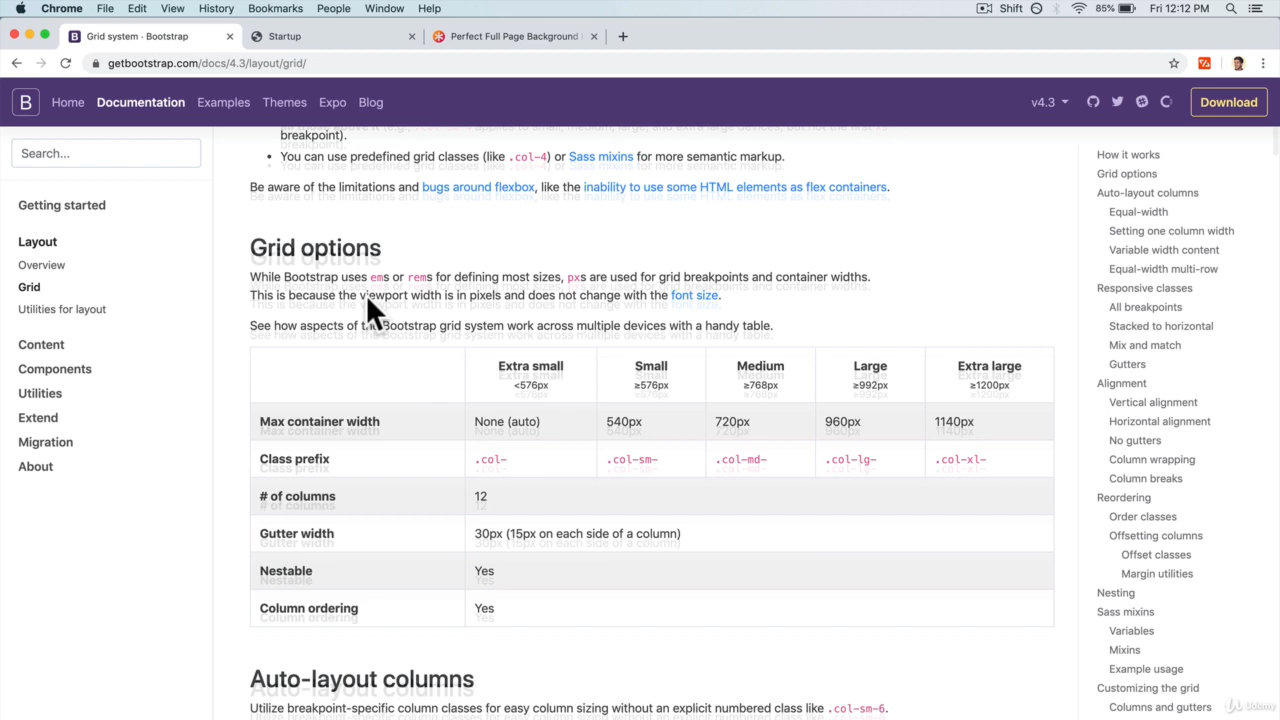 Chrome File Edit View History Bookmarks People Window Help Shift 85% Fri 12:12 PM
B Grid system · Bootstrap × Startup × Perfect Full Page Background × +
getbootstrap.com/docs/4.3/layout/grid/
B Home Documentation Examples Themes Expo Blog v4.3 Download
Search...
Getting started
Layout
Overview
Grid
Utilities for layout
Content
Components
Utilities
Extend
Migration
About
breakpoint).
• You can use predefined grid classes (like .col-4) or Sass mixins for more semantic markup.
Be aware of the limitations and bugs around flexbox, like the inability to use some HTML elements as flex containers.
Grid options
While Bootstrap uses ems or rems for defining most sizes, pxs are used for grid breakpoints and container widths.
This is because the viewport width is in pixels and does not change with the font size.
See how aspects of the Bootstrap grid system work across multiple devices with a handy table.
Extra small Small Medium Large Extra large
<576px ≥576px ≥768px ≥992px ≥1200px
Max container width None (auto) 540px 720px 960px 1140px
Class prefix .col- .col-sm- .col-md- .col-lg- .col-xl-
# of columns 12
Gutter width 30px (15px on each side of a column)
Nestable Yes
Column ordering Yes
Auto-layout columns
Utilize breakpoint-specific column classes for easy column sizing without an explicit numbered class like .col-sm-6.
How it works
Grid options
Auto-layout columns
Equal-width
Setting one column width
Variable width content
Equal-width multi-row
Responsive classes
All breakpoints
Stacked to horizontal
Mix and match
Gutters
Alignment
Vertical alignment
Horizontal alignment
No gutters
Column wrapping
Column breaks
Reordering
Order classes
Offsetting columns
Offset classes
Margin utilities
Nesting
Sass mixins
Variables
Mixins
Example usage
Customizing the grid
Columns and gutters
Udemy